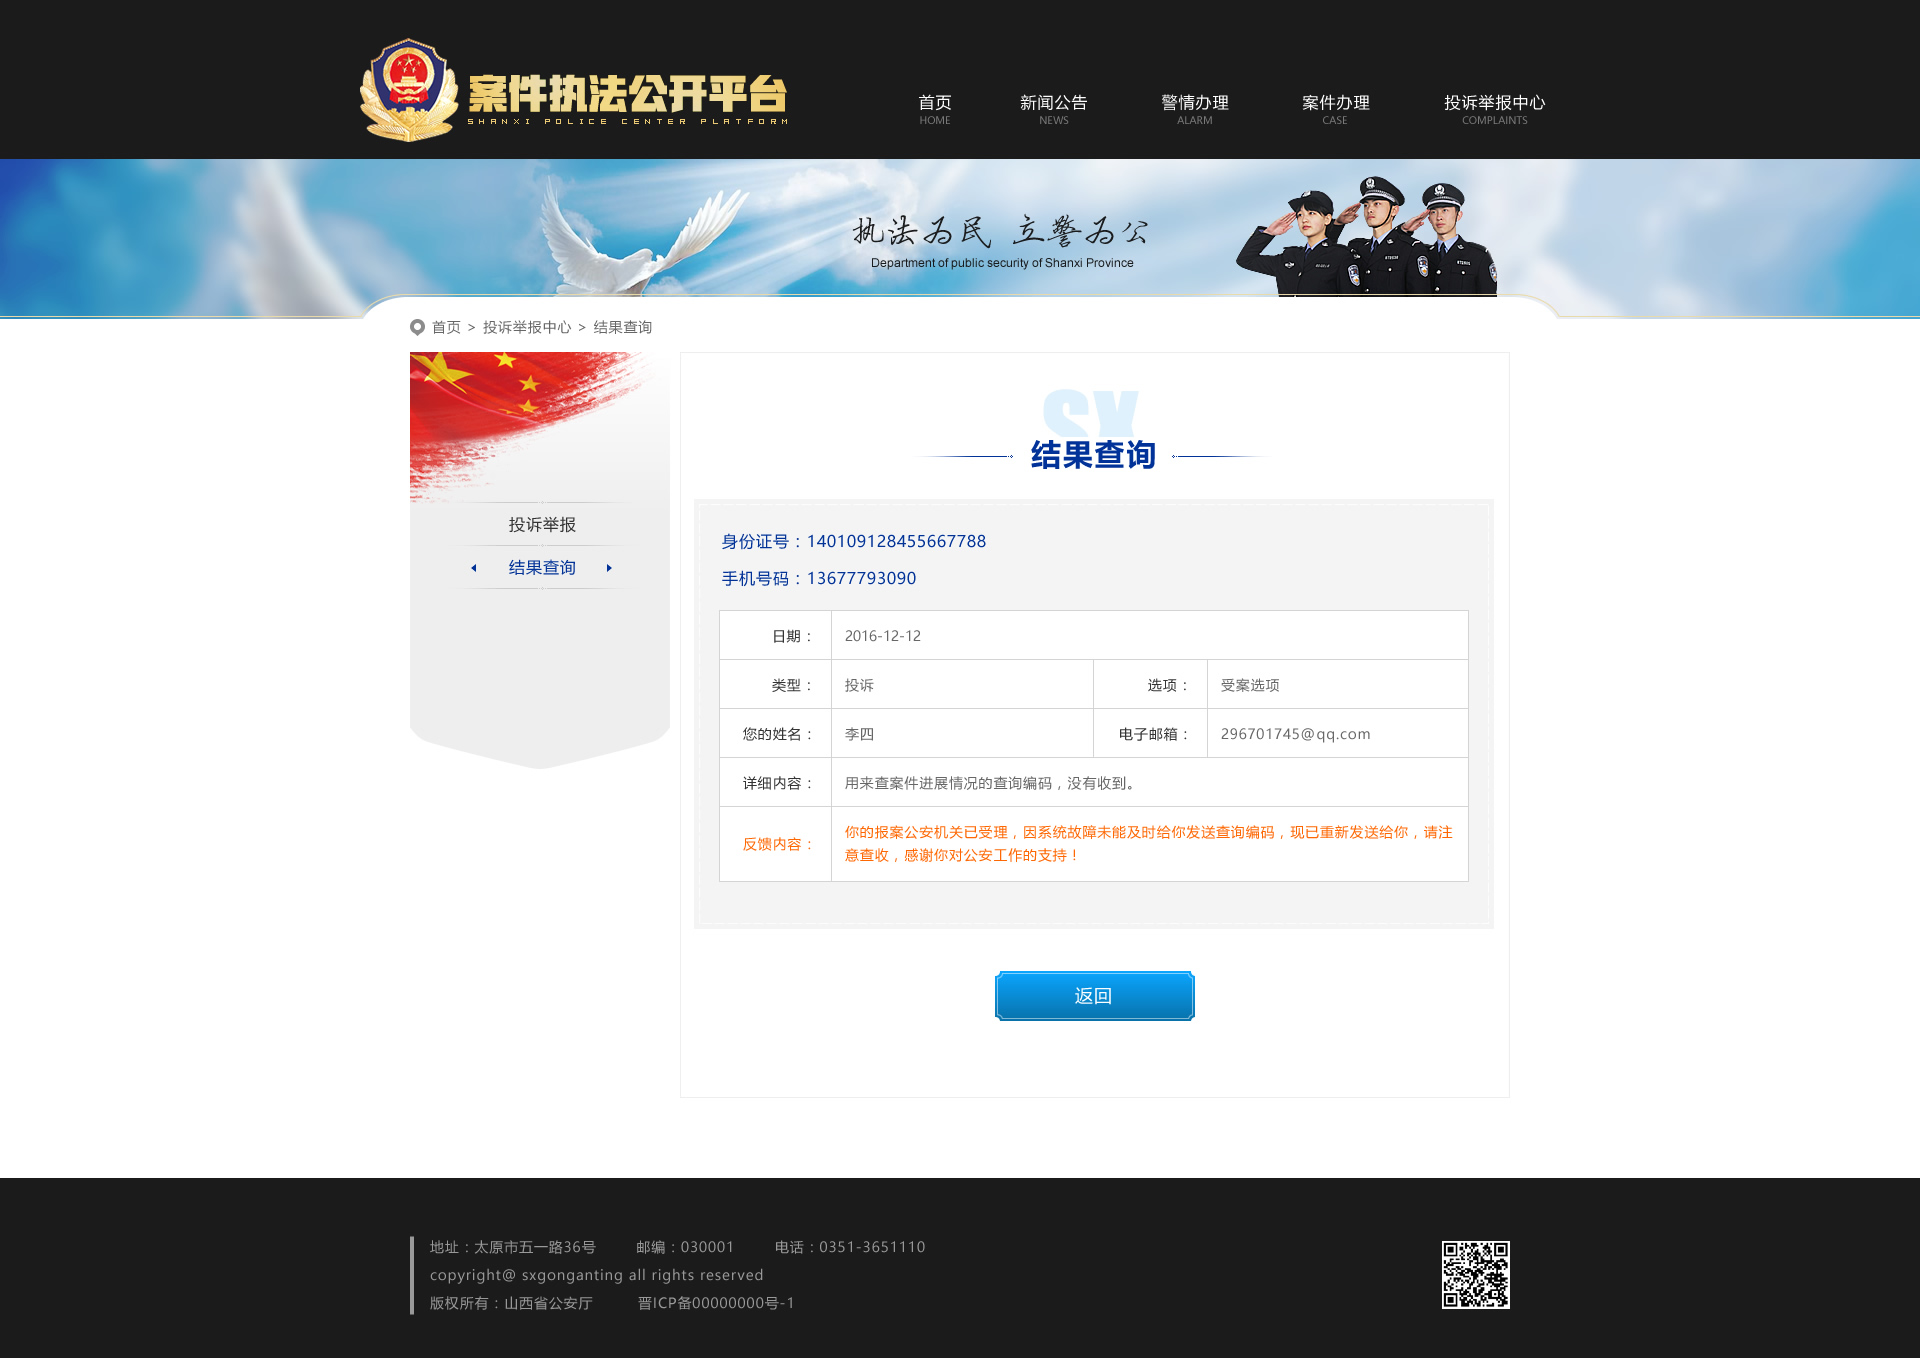 案件执法公开平台
SHANXI POLICE CENTER PLATFORM
首页 新闻公告 警情办理 案件办理 投诉举报中心
HOME NEWS ALARM CASE COMPLAINTS
执法为民 立警为公
Department of public security of Shanxi Province
首页 > 投诉举报中心 > 结果查询
投诉举报
结果查询
SX
结果查询
身份证号：140109128455667788
手机号码：13677793090
日期： 2016-12-12
类型： 投诉 选项： 受案选项
您的姓名： 李四 电子邮箱： 296701745@qq.com
详细内容： 用来查案件进展情况的查询编码，没有收到。
反馈内容： 你的报案公安机关已受理，因系统故障未能及时给你发送查询编码，现已重新发送给你，请注
意查收，感谢你对公安工作的支持！
返回
地址：太原市五一路36号 邮编：030001 电话：0351-3651110
copyright@ sxgonganting all rights reserved
版权所有：山西省公安厅 晋ICP备00000000号-1